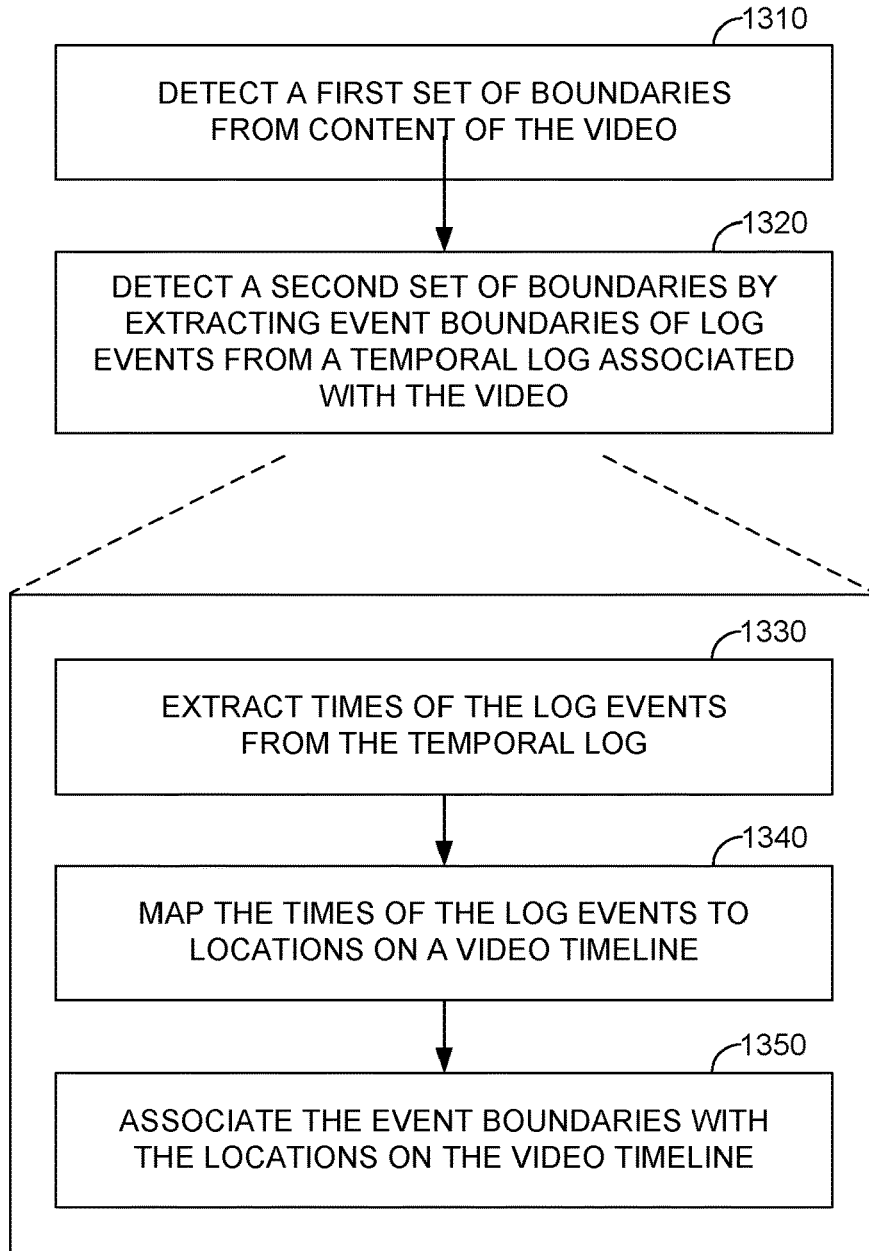 1310
DETECT A FIRST SET OF BOUNDARIES
FROM CONTENT OF THE VIDEO
1320
DETECT A SECOND SET OF BOUNDARIES BY
EXTRACTING EVENT BOUNDARIES OF LOG
EVENTS FROM A TEMPORAL LOG ASSOCIATED
WITH THE VIDEO
1330
EXTRACT TIMES OF THE LOG EVENTS
FROM THE TEMPORAL LOG
1340
MAP THE TIMES OF THE LOG EVENTS TO
LOCATIONS ON A VIDEO TIMELINE
1350
ASSOCIATE THE EVENT BOUNDARIES WITH
THE LOCATIONS ON THE VIDEO TIMELINE